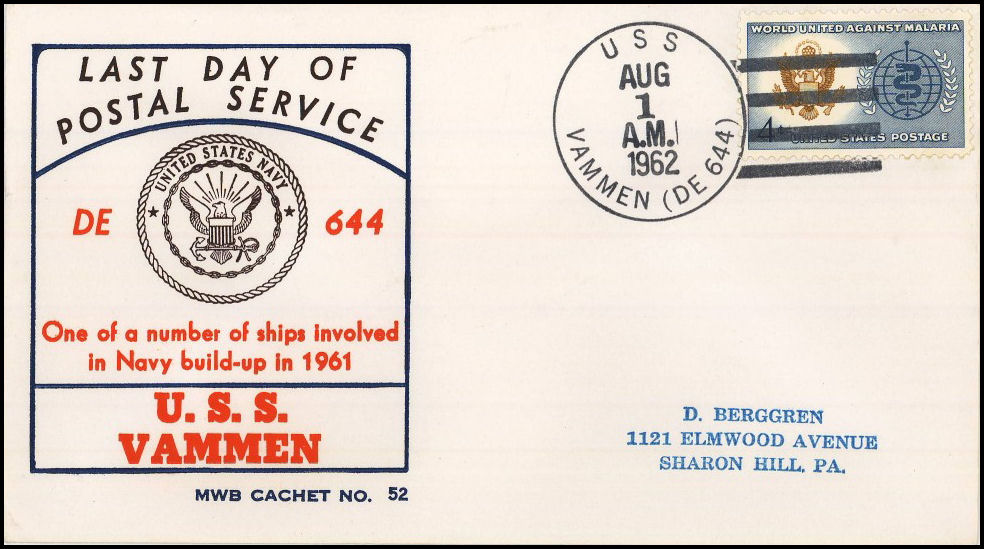 LAST DAY OF
POSTAL SERVICE
UNITED STATES NAVY
DE 644
One of a number of ships involved
in Navy build-up in 1961
U. S. S.
VAMMEN
MWB CACHET NO. 52
USS
AUG
1
A.M.
1962
VAMMEN (DE 644)
WORLD UNITED AGAINST MALARIA
4¢
UNITED STATES POSTAGE
D. BERGGREN
1121 ELMWOOD AVENUE
SHARON HILL, PA.